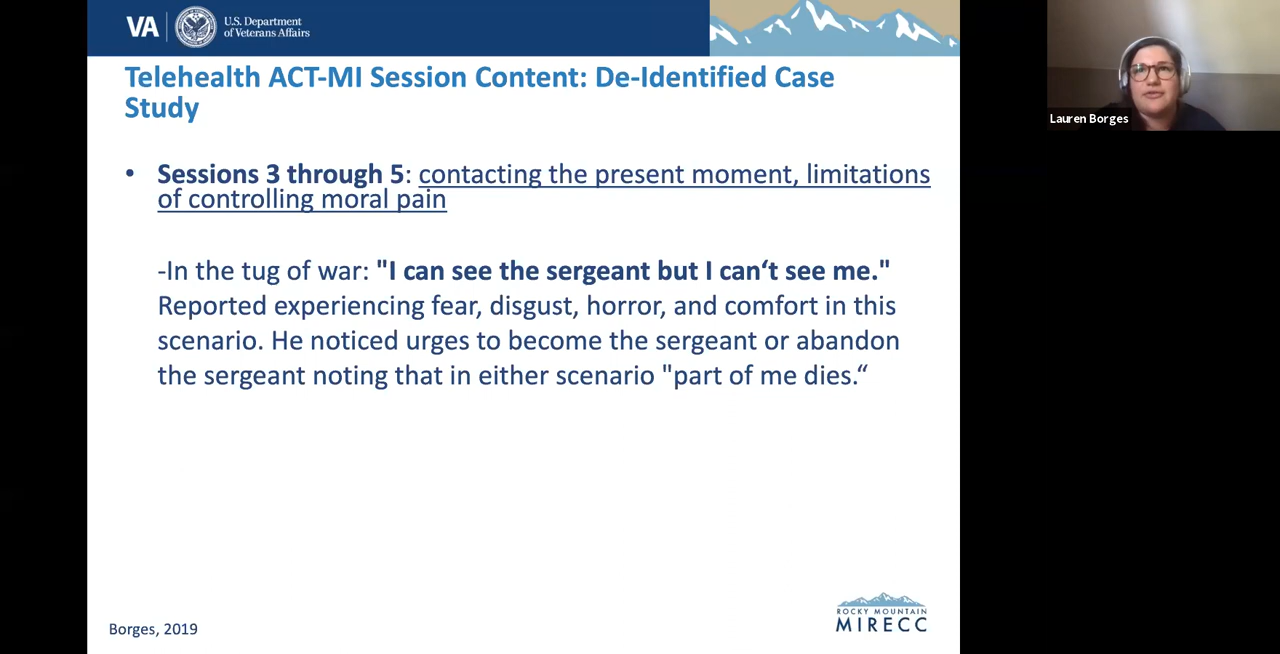 VA
U.S. Department
of Veterans Affairs
Telehealth ACT-MI Session Content: De-Identified Case
Study
• Sessions 3 through 5: contacting the present moment, limitations
of controlling moral pain
-In the tug of war: "I can see the sergeant but I can‘t see me."
Reported experiencing fear, disgust, horror, and comfort in this
scenario. He noticed urges to become the sergeant or abandon
the sergeant noting that in either scenario "part of me dies.“
Borges, 2019
ROCKY MOUNTAIN
MIRECC
Lauren Borges